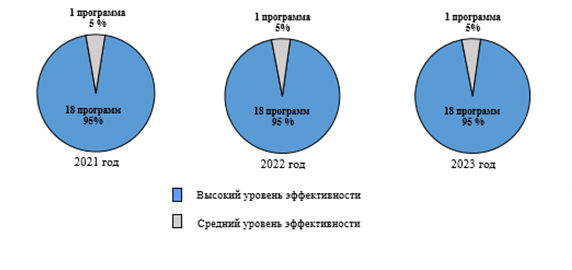 1 программа
5 %
18 программ
95%
2021 год
1 программа
5%
18 программ
95 %
2022 год
1 программа
5%
18 программ
95 %
2023 год
Высокий уровень эффективности
Средний уровень эффективности